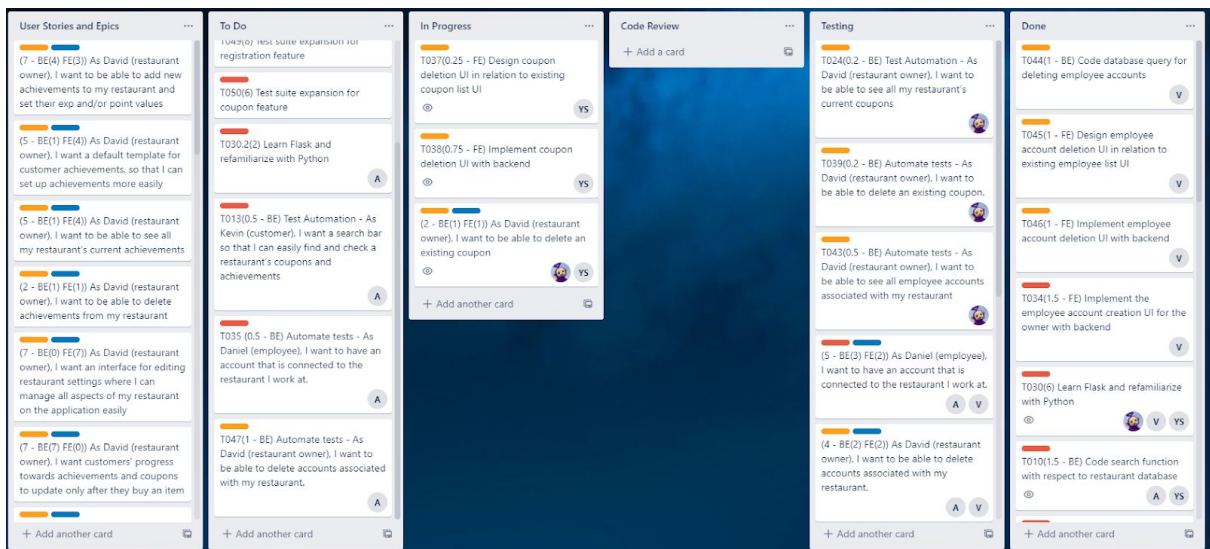 User Stories and Epics
(7 - BE(4) FE(3)) As David (restaurant
owner), I want to be able to add new
achievements to my restaurant and
set their exp and/or point values
(5 - BE(1) FE(4)) As David (restaurant
owner), I want a default template for
customer achievements, so that I can
set up achievements more easily
(5 - BE(1) FE(4)) As David (restaurant
owner), I want to be able to see all
my restaurant's current achievements
(2 - BE(1) FE(1)) As David (restaurant
owner), I want to be able to delete
achievements from my restaurant
(7 - BE(0) FE(7)) As David (restaurant
owner), I want an interface for editing
restaurant settings where I can
manage all aspects of my restaurant
on the application easily
(7 - BE(7) FE(0)) As David (restaurant
owner), I want customers' progress
towards achievements and coupons
to update only after they buy an item
+ Add another card
To Do
T049(8) Test suite expansion for
registration feature
T050(6) Test suite expansion for
coupon feature
T030.2(2) Learn Flask and
refamiliarize with Python
A
T013(0.5 - BE) Test Automation - As
Kevin (customer), I want a search bar
so that I can easily find and check a
restaurant's coupons and
achievements
A
T035 (0.5 - BE) Automate tests - As
Daniel (employee), I want to have an
account that is connected to the
restaurant I work at.
A
T047(1 - BE) Automate tests - As
David (restaurant owner), I want to
be able to delete accounts associated
with my restaurant.
A
+ Add another card
In Progress
T037(0.25 - FE) Design coupon
deletion UI in relation to existing
coupon list UI
YS
T038(0.75 - FE) Implement coupon
deletion UI with backend
YS
(2 - BE(1) FE(1)) As David (restaurant
owner), I want to be able to delete an
existing coupon
YS
+ Add another card
Code Review
+ Add a card
Testing
T024(0.2 - BE) Test Automation - As
David (restaurant owner), I want to
be able to see all my restaurant's
current coupons
T039(0.2 - BE) Automate tests - As
David (restaurant owner), I want to
be able to delete an existing coupon.
T043(0.5 - BE) Automate tests - As
David (restaurant owner), I want to
be able to see all employee accounts
associated with my restaurant
(5 - BE(3) FE(2)) As Daniel (employee),
I want to have an account that is
connected to the restaurant I work at.
A V
(4 - BE(2) FE(2)) As David (restaurant
owner), I want to be able to delete
accounts associated with my
restaurant.
A V
+ Add another card
Done
T044(1 - BE) Code database query for
deleting employee accounts
V
T045(1 - FE) Design employee
account deletion UI in relation to
existing employee list UI
V
T046(1 - FE) Implement employee
account deletion UI with backend
V
T034(1.5 - FE) Implement the
employee account creation UI for the
owner with backend
V
T030(6) Learn Flask and refamiliarize
with Python
V YS
T010(1.5 - BE) Code search function
with respect to restaurant database
A YS
+ Add another card